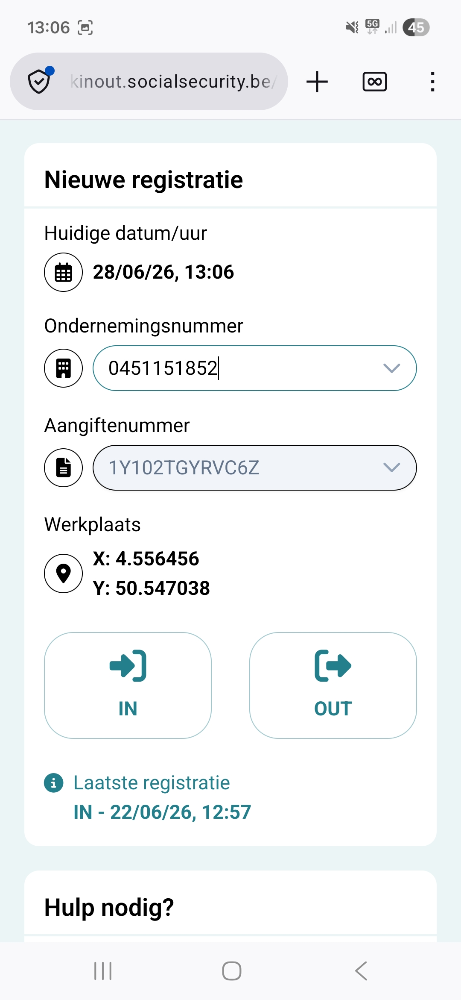 13:06
5G
45
kinout.socialsecurity.be/
Nieuwe registratie
Huidige datum/uur
28/06/26, 13:06
Ondernemingsnummer
0451151852
Aangiftenummer
1Y102TGYRVC6Z
Werkplaats
X: 4.556456
Y: 50.547038
IN
OUT
Laatste registratie
IN - 22/06/26, 12:57
Hulp nodig?